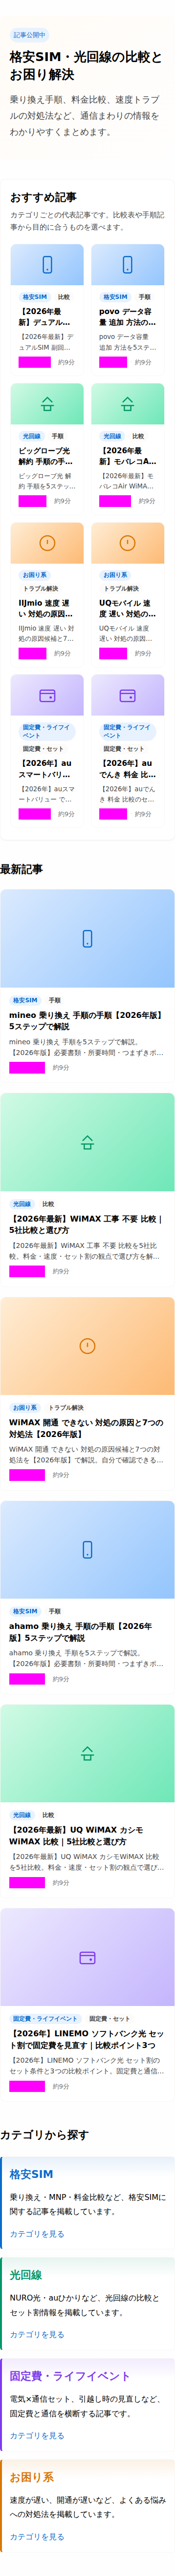 記事公開中
格安SIM・光回線の比較と
お困り解決
乗り換え手順、料金比較、速度トラブ
ルの対処法など、通信まわりの情報を
わかりやすくまとめます。
おすすめ記事
カテゴリごとの代表記事です。比較表や手順記
事から目的に合うものを選べます。
格安SIM 比較
【2026年最
新】デュアル…
【2026年最新】デ
ュアルSIM 副回…
約9分
格安SIM 手順
povo データ容
量 追加 方法の…
povo データ容量
追加 方法を5ステ…
約9分
光回線 手順
ビッグローブ光
解約 手順の手…
ビッグローブ光 解
約 手順を5ステッ…
約9分
光回線 比較
【2026年最
新】モバレコA…
【2026年最新】モ
バレコAir WiMA…
約9分
お困り系
トラブル解決
IIJmio 速度 遅
い 対処の原因…
IIJmio 速度 遅い 対
処の原因候補と7…
約9分
お困り系
トラブル解決
UQモバイル 速
度 遅い 対処の…
UQモバイル 速度
遅い 対処の原因…
約9分
固定費・ライフイ
ベント
固定費・セット
【2026年】au
スマートバリ…
【2026年】auスマ
ートバリュー で…
約9分
固定費・ライフイ
ベント
固定費・セット
【2026年】au
でんき 料金 比…
【2026年】auでん
き 料金 比較のセ…
約9分
最新記事
格安SIM 手順
mineo 乗り換え 手順の手順【2026年版】
5ステップで解説
mineo 乗り換え 手順を5ステップで解説。
【2026年版】必要書類・所要時間・つまずきポ…
約9分
光回線 比較
【2026年最新】WiMAX 工事 不要 比較｜
5社比較と選び方
【2026年最新】WiMAX 工事 不要 比較を5社比
較。料金・速度・セット割の観点で選び方を解…
約9分
お困り系 トラブル解決
WiMAX 開通 できない 対処の原因と7つの
対処法【2026年版】
WiMAX 開通 できない 対処の原因候補と7つの対
処法を【2026年版】で解説。自分で確認できる…
約9分
格安SIM 手順
ahamo 乗り換え 手順の手順【2026年
版】5ステップで解説
ahamo 乗り換え 手順を5ステップで解説。
【2026年版】必要書類・所要時間・つまずきポ…
約9分
光回線 比較
【2026年最新】UQ WiMAX カシモ
WiMAX 比較｜5社比較と選び方
【2026年最新】UQ WiMAX カシモWiMAX 比較
を5社比較。料金・速度・セット割の観点で選び…
約9分
固定費・ライフイベント 固定費・セット
【2026年】LINEMO ソフトバンク光 セッ
ト割で固定費を見直す｜比較ポイント3つ
【2026年】LINEMO ソフトバンク光 セット割の
セット条件と3つの比較ポイント。固定費と通信…
約9分
カテゴリから探す
格安SIM
乗り換え・MNP・料金比較など、格安SIMに関
する記事を掲載しています。
カテゴリを見る
光回線
NURO光・auひかりなど、光回線の比較と
セット割情報を掲載しています。
カテゴリを見る
固定費・ライフイベント
電気×通信セット、引越し時の見直しなど、
固定費と通信を横断する記事です。
カテゴリを見る
お困り系
速度が遅い、開通が遅いなど、よくある悩み
への対処法を掲載しています。
カテゴリを見る